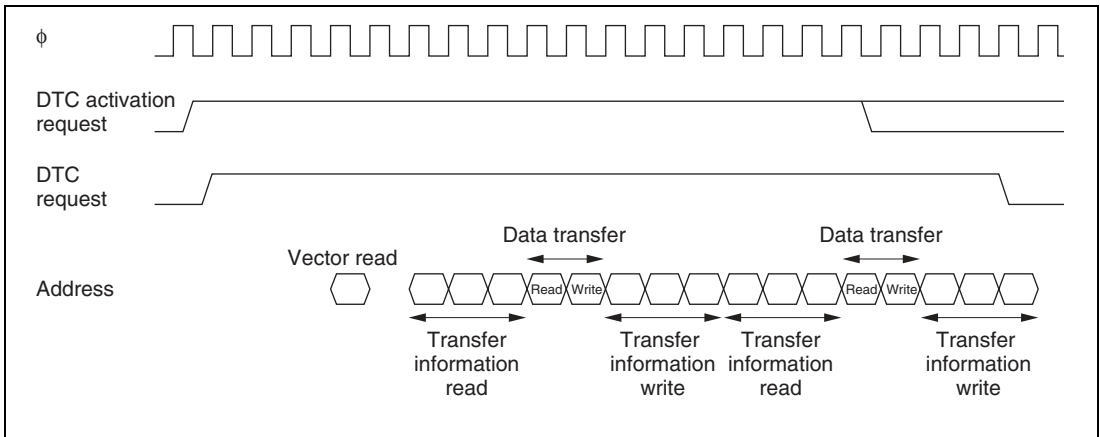 φ
DTC activation
request
DTC
request
Data transfer
Data transfer
Vector read
Address
Read
Write
Read
Write
Transfer
information
read
Transfer
information
write
Transfer
information
read
Transfer
information
write